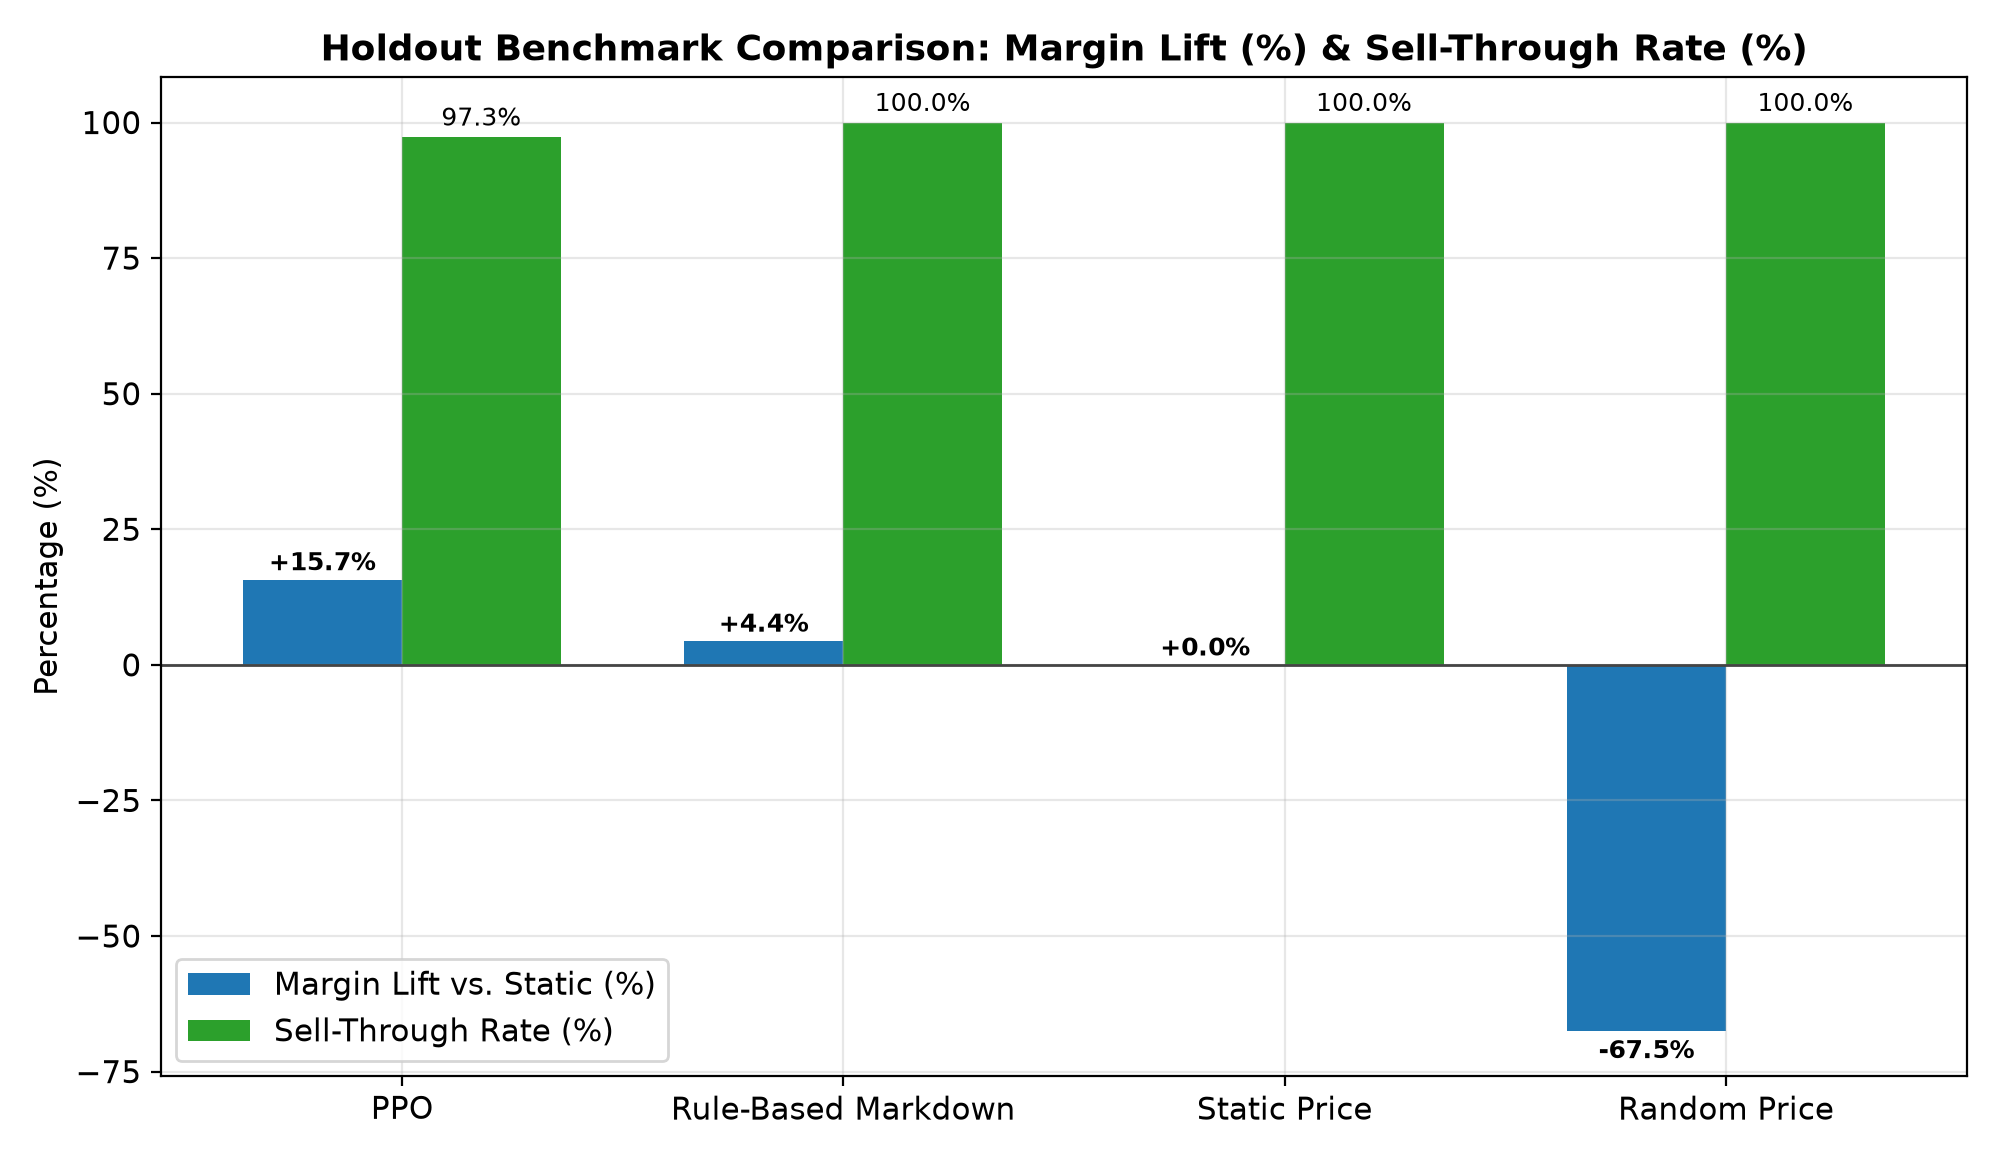 Holdout Benchmark Comparison: Margin Lift (%) & Sell-Through Rate (%)
Percentage (%)
100
75
50
25
0
−25
−50
−75
+15.7%
97.3%
+4.4%
100.0%
+0.0%
100.0%
-67.5%
100.0%
Margin Lift vs. Static (%)
Sell-Through Rate (%)
PPO
Rule-Based Markdown
Static Price
Random Price